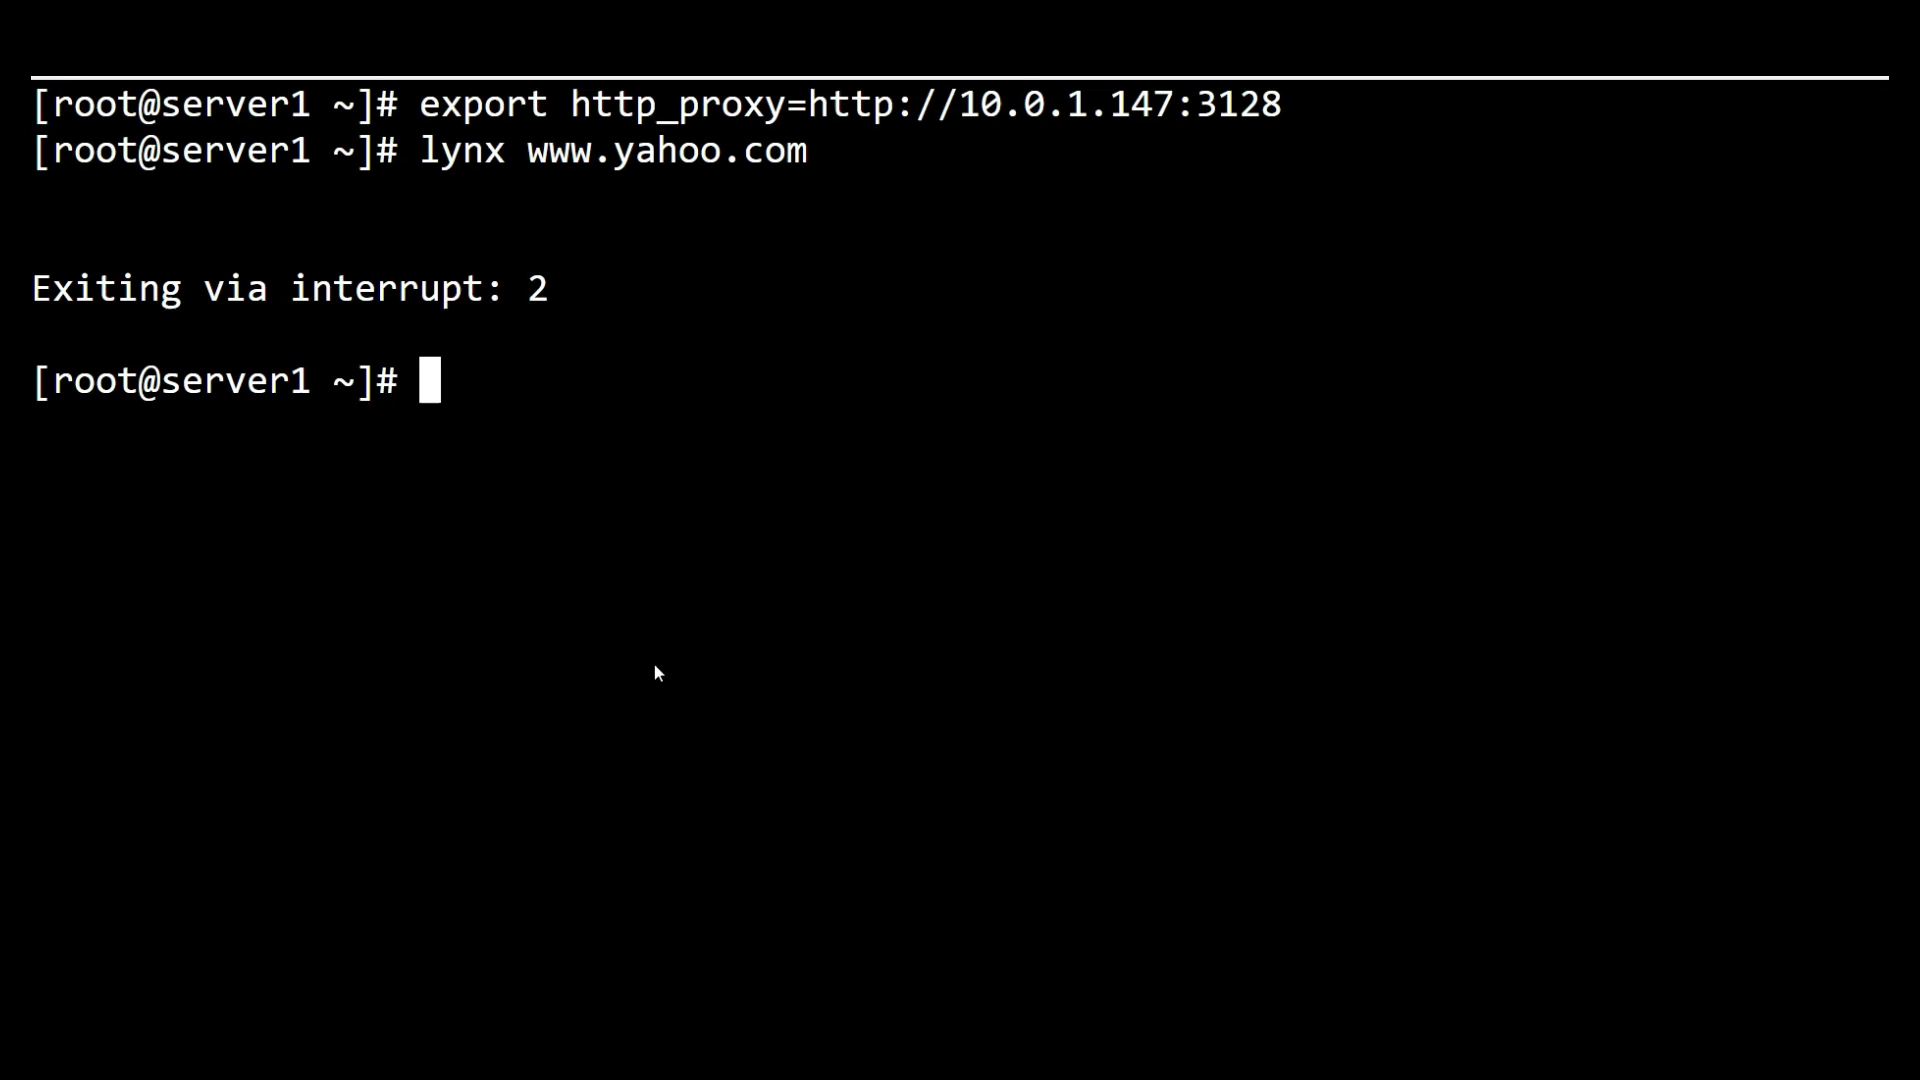 [root@server1 ~]# export http_proxy=http://10.0.1.147:3128
[root@server1 ~]# lynx www.yahoo.com
Exiting via interrupt: 2
[root@server1 ~]#